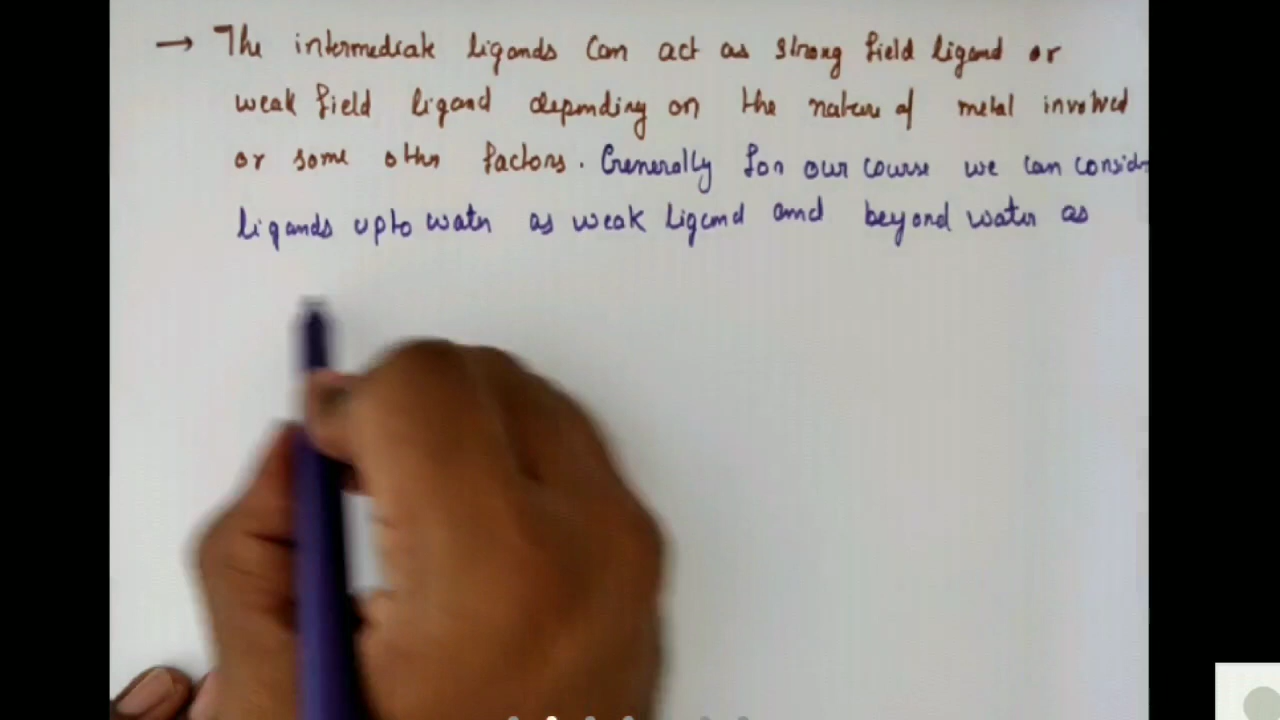 → The intermediate ligands can act as strong field ligand or
weak field ligand depending on the nature of metal involved
or some other factors. Generally for our course we can consid
ligands upto water as weak ligand and beyond water as